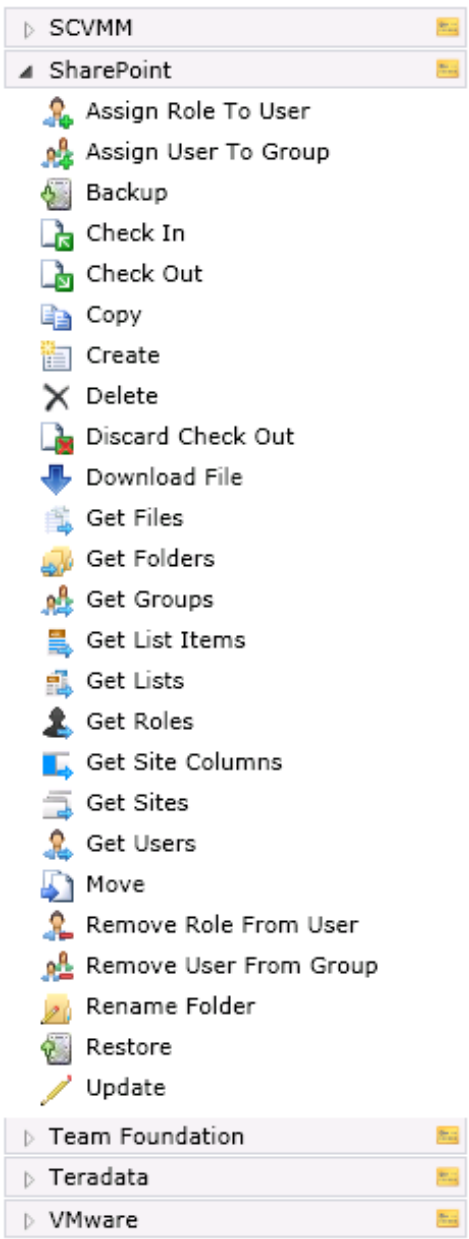 SCVMM
SharePoint
Assign Role To User
Assign User To Group
Backup
Check In
Check Out
Copy
Create
Delete
Discard Check Out
Download File
Get Files
Get Folders
Get Groups
Get List Items
Get Lists
Get Roles
Get Site Columns
Get Sites
Get Users
Move
Remove Role From User
Remove User From Group
Rename Folder
Restore
Update
Team Foundation
Teradata
VMware